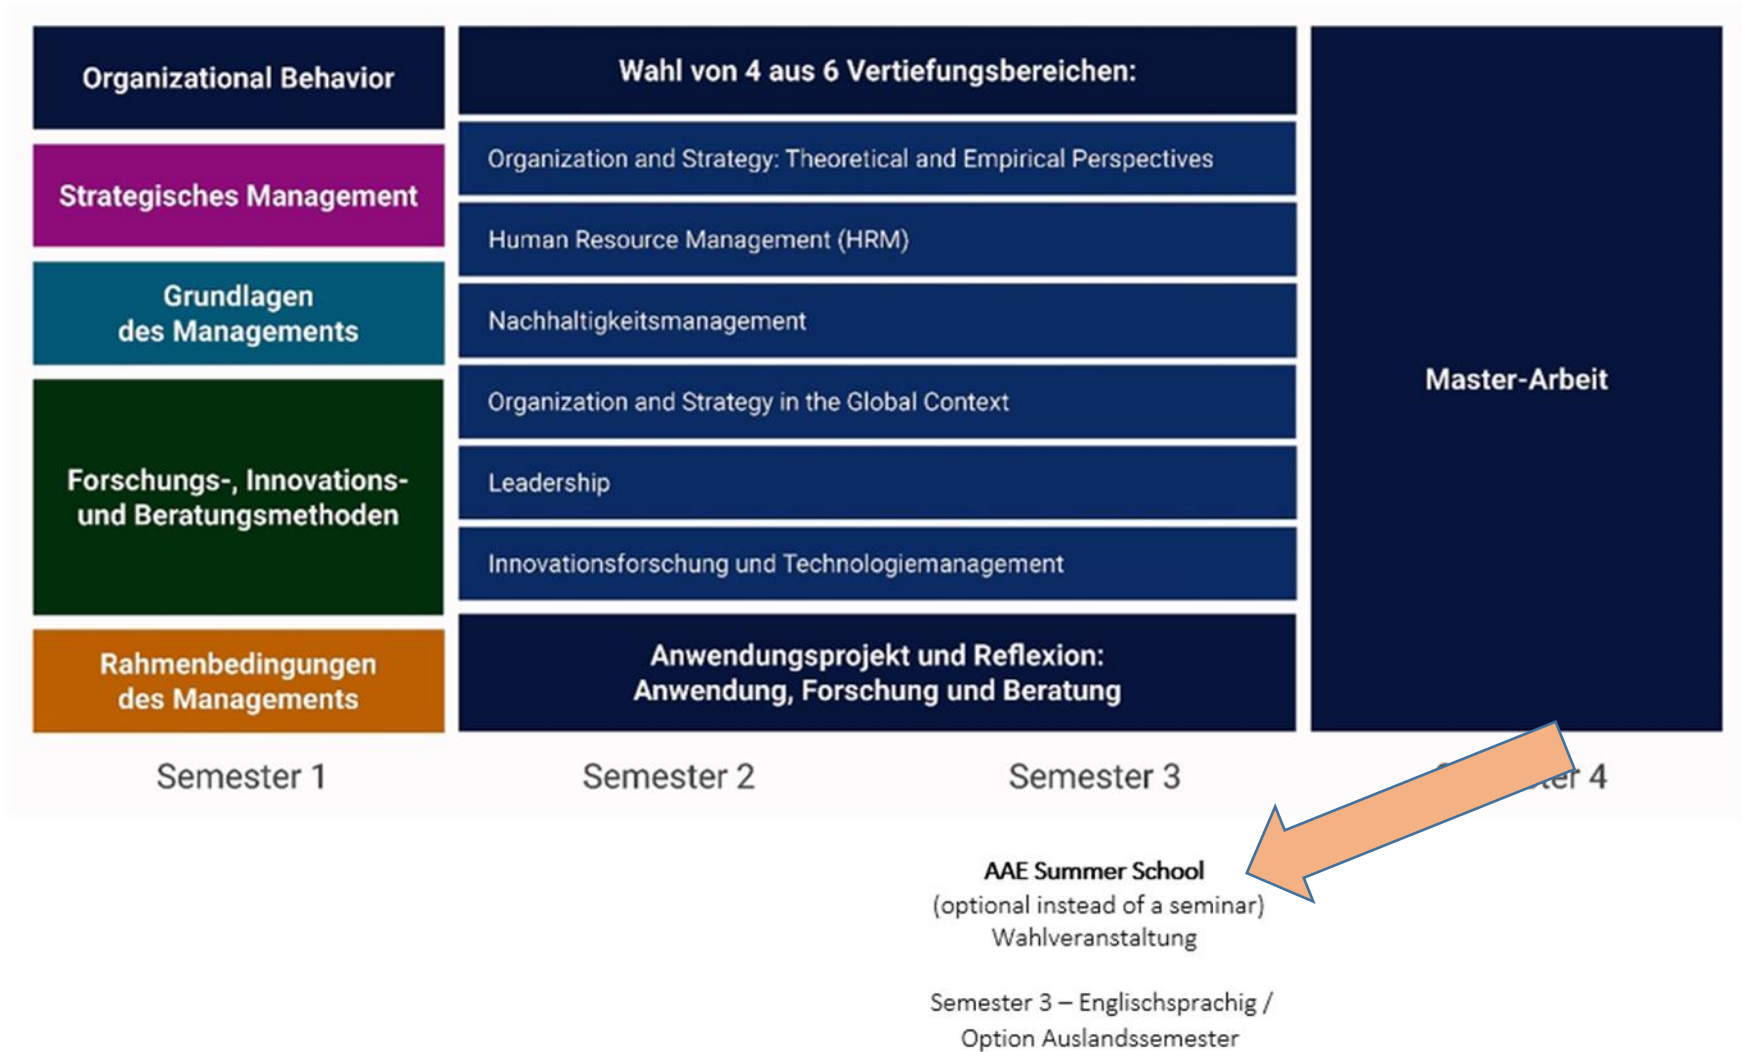 Organizational Behavior
Strategisches Management
Grundlagen
des Managements
Forschungs-, Innovations-
und Beratungsmethoden
Rahmenbedingungen
des Managements
Semester 1
Wahl von 4 aus 6 Vertiefungsbereichen:
Organization and Strategy: Theoretical and Empirical Perspectives
Human Resource Management (HRM)
Nachhaltigkeitsmanagement
Organization and Strategy in the Global Context
Leadership
Innovationsforschung und Technologiemanagement
Anwendungsprojekt und Reflexion:
Anwendung, Forschung und Beratung
Semester 2
Semester 3
Master-Arbeit
4
AAE Summer School
(optional instead of a seminar)
Wahlveranstaltung
Semester 3 – Englischsprachig /
Option Auslandssemester